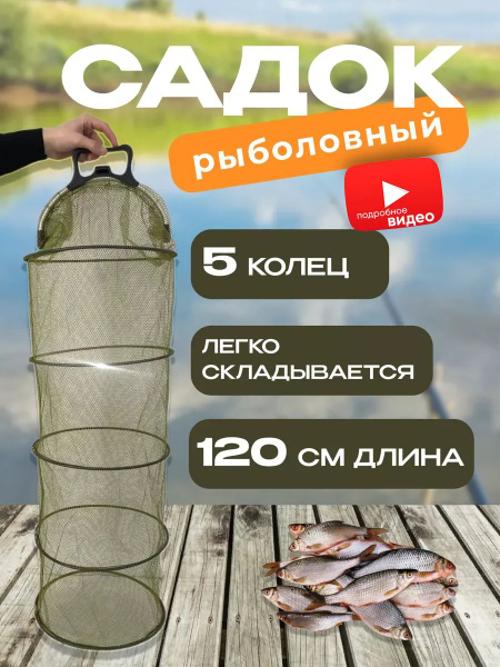 САДОК
рыболовный
подробное
видео
5 КОЛЕЦ
ЛЕГКО
СКЛАДЫВАЕТСЯ
120 СМ ДЛИНА